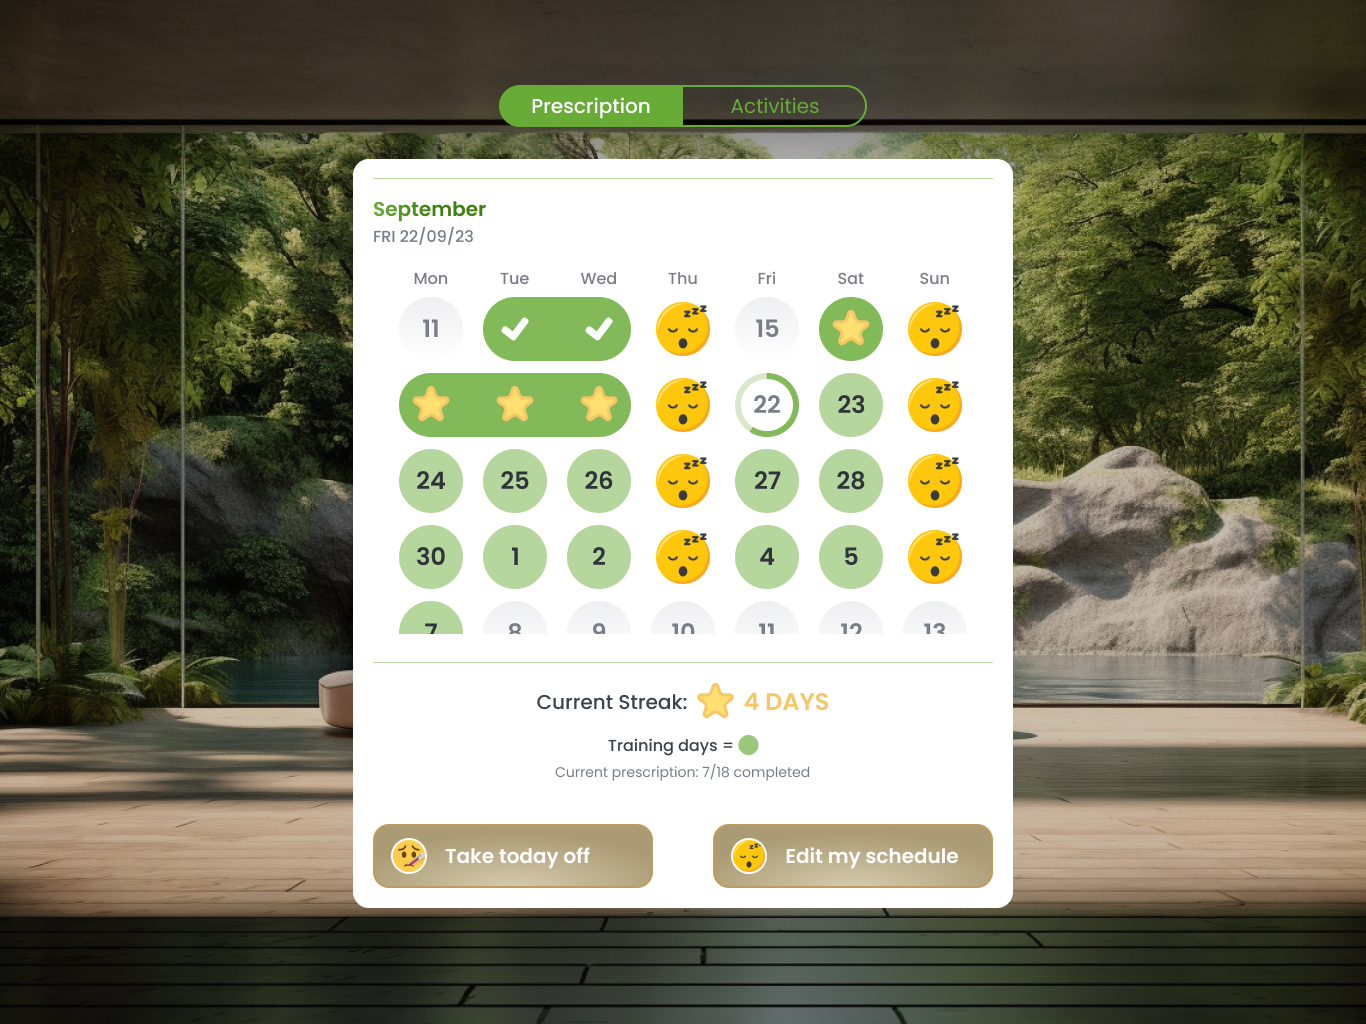 Prescription Activities
September
FRI 22/09/23
Mon Tue Wed Thu Fri Sat Sun
11 15
22 23
24 25 26 27 28
30 1 2 4 5
7 8 9 10 11 12 13
Current Streak: 4 DAYS
Training days =
Current prescription: 7/18 completed
Take today off Edit my schedule